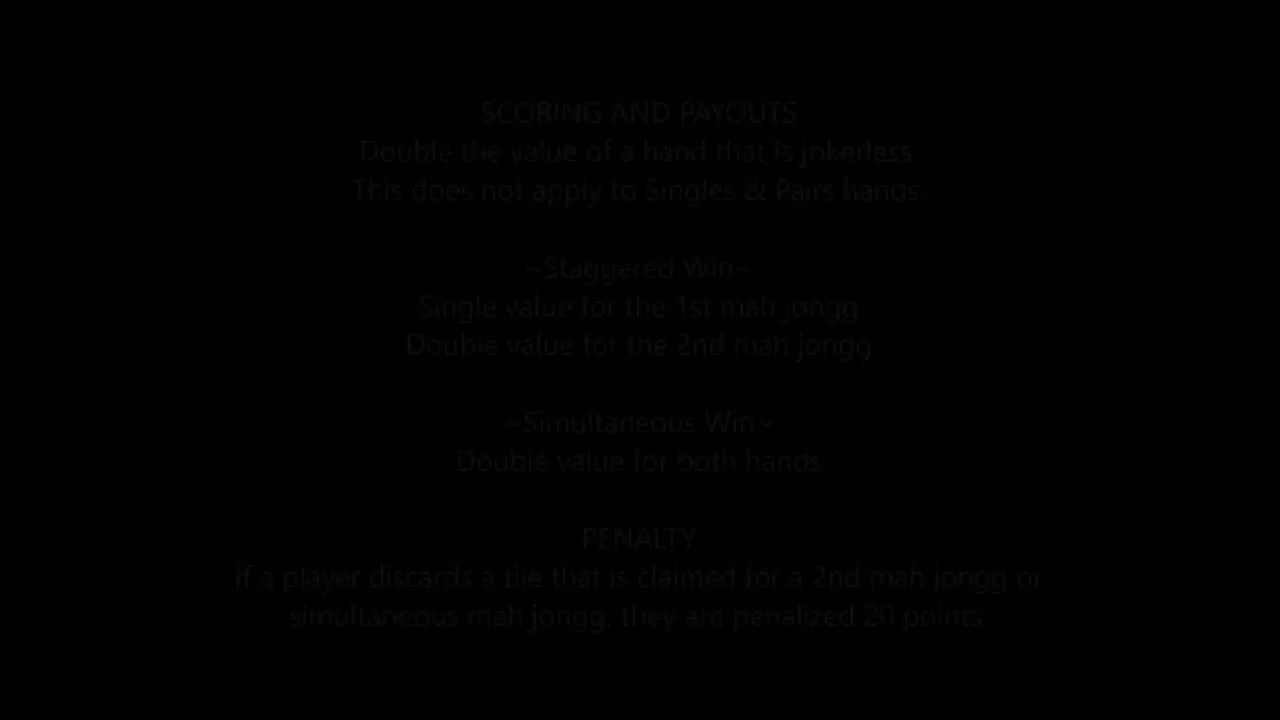 SCORING AND PAYOUTS
Double the value of a hand that is jokerless.
This does not apply to Singles & Pairs hands.
~Staggered Win~
Single value for the 1st mah jongg
Double value for the 2nd mah jongg
~Simultaneous Win~
Double value for both hands
PENALTY
If a player discards a tile that is claimed for a 2nd mah jongg or
simultaneous mah jongg, they are penalized 20 points.